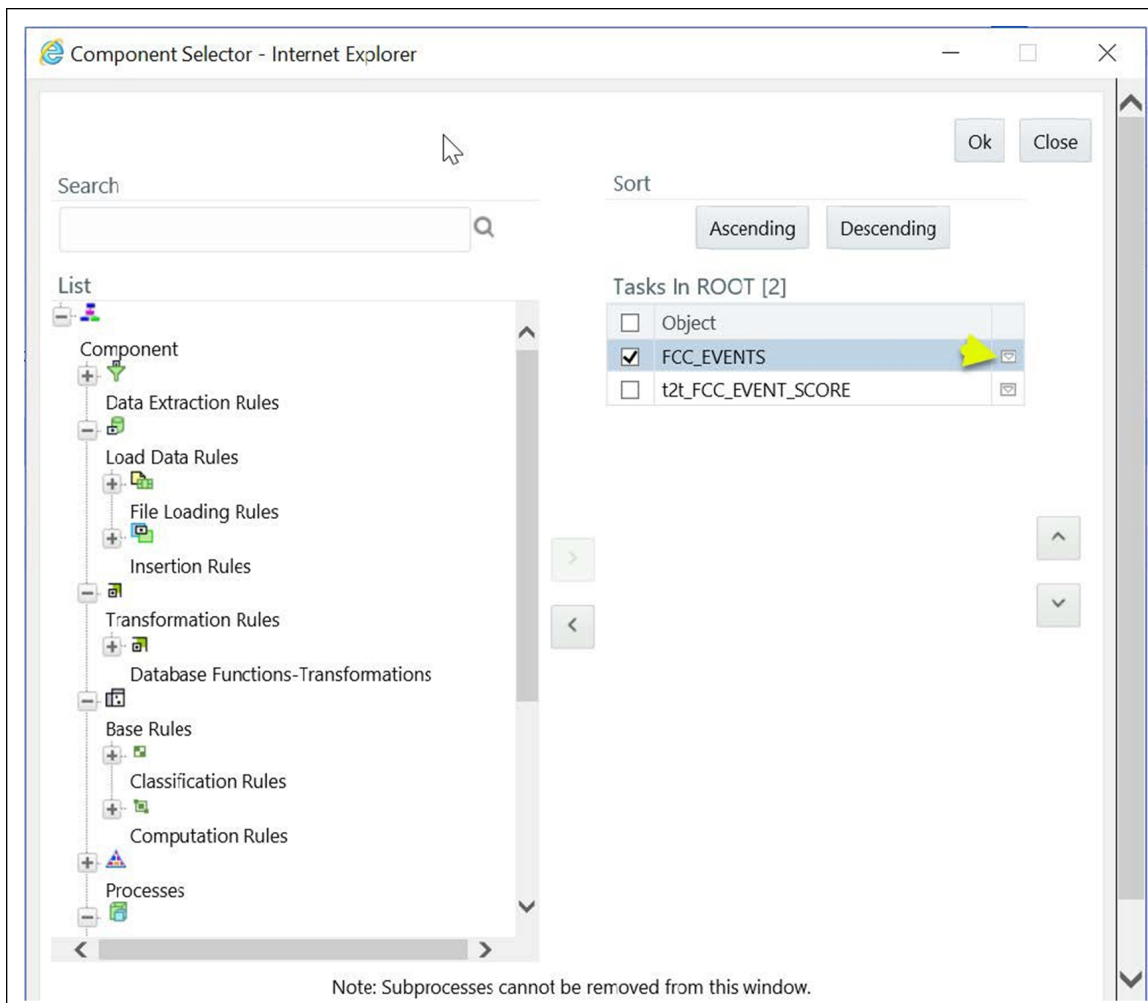 Component Selector - Internet Explorer
Ok
Close
Search
Sort
Ascending
Descending
List
Tasks In ROOT [2]
Object
Component
FCC_EVENTS
t2t_FCC_EVENT_SCORE
Data Extraction Rules
Load Data Rules
File Loading Rules
Insertion Rules
Transformation Rules
Database Functions-Transformations
Base Rules
Classification Rules
Computation Rules
Processes
Note: Subprocesses cannot be removed from this window.